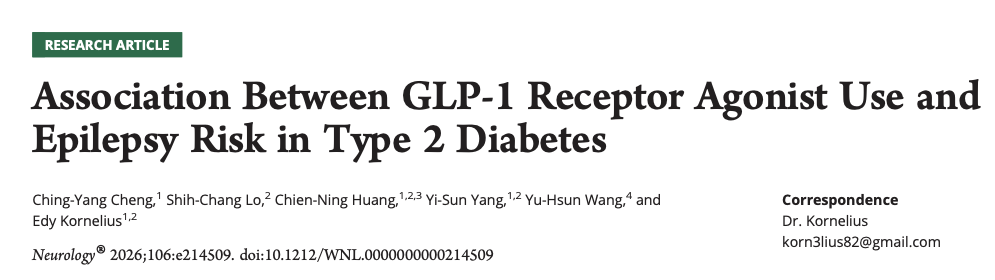 RESEARCH ARTICLE
Association Between GLP-1 Receptor Agonist Use and
Epilepsy Risk in Type 2 Diabetes
Ching-Yang Cheng,1 Shih-Chang Lo,2 Chien-Ning Huang,1,2,3 Yi-Sun Yang,1,2 Yu-Hsun Wang,4 and
Edy Kornelius1,2
Neurology® 2026;106:e214509. doi:10.1212/WNL.0000000000214509
Correspondence
Dr. Kornelius
korn3lius82@gmail.com